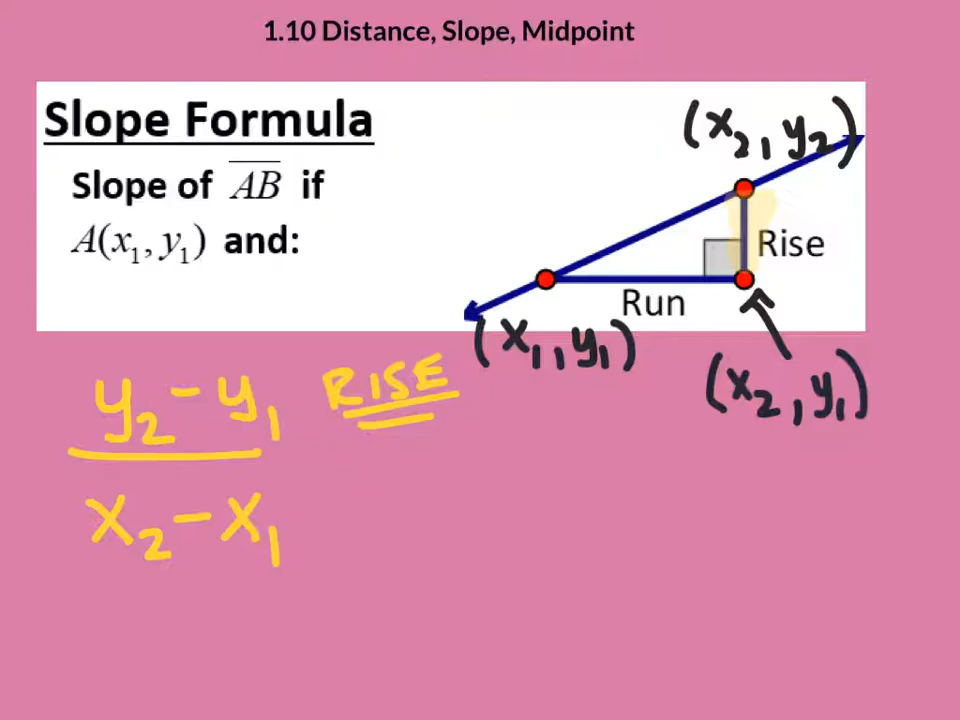 1.10 Distance, Slope, Midpoint
Slope Formula
Slope of AB if
A(x₁, y₁) and:
(x₂, y₂)
Rise
Run
(x₁, y₁)
(x₂, y₁)
y₂ - y₁ RISE
x₂ - x₁